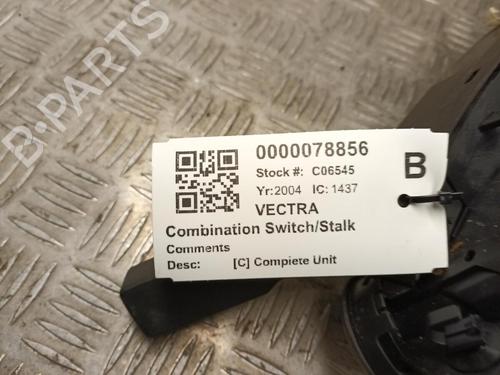 B-PARTS
0000078856
Stock #: C06545
B
Yr:2004 IC:1437
VECTRA
Combination Switch/Stalk
Comments
Desc: [C] Complete Unit